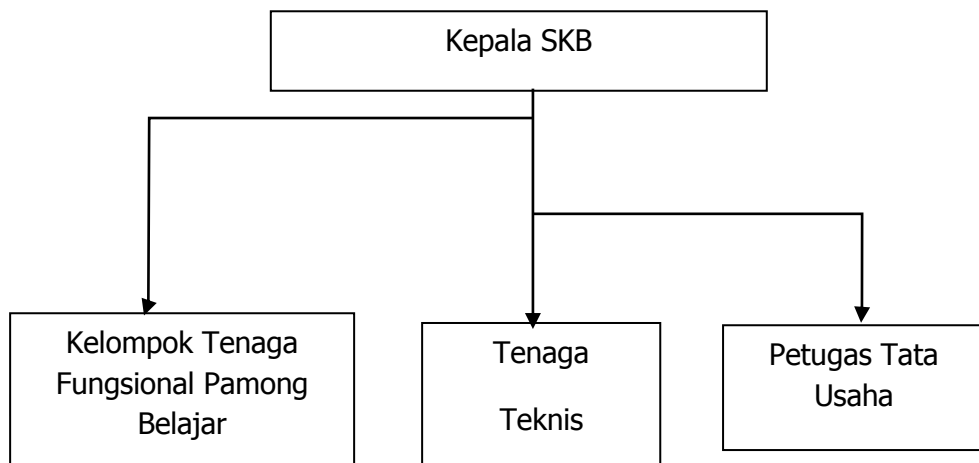 Kepala SKB
Kelompok Tenaga
Fungsional Pamong
Belajar
Tenaga
Teknis
Petugas Tata
Usaha